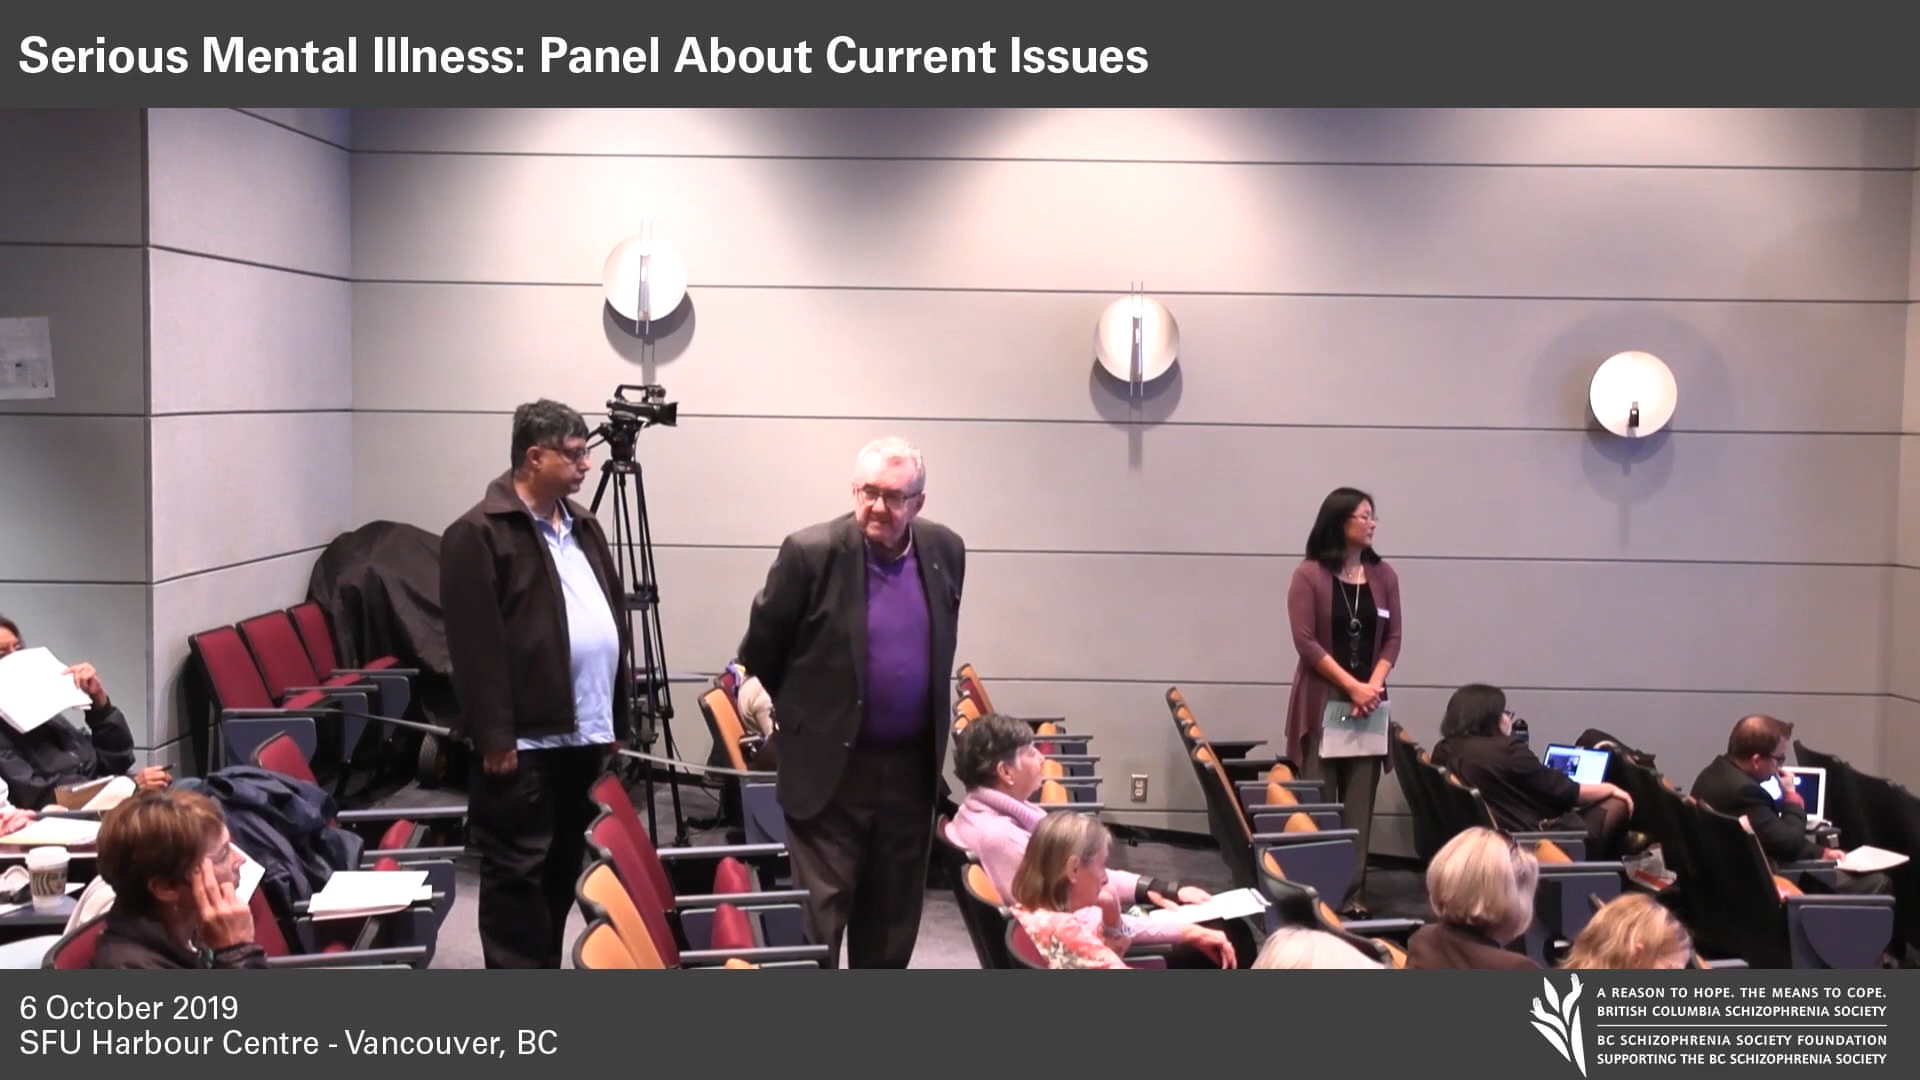 Serious Mental Illness: Panel About Current Issues
6 October 2019
SFU Harbour Centre - Vancouver, BC
A REASON TO HOPE. THE MEANS TO COPE.
BRITISH COLUMBIA SCHIZOPHRENIA SOCIETY
BC SCHIZOPHRENIA SOCIETY FOUNDATION
SUPPORTING THE BC SCHIZOPHRENIA SOCIETY